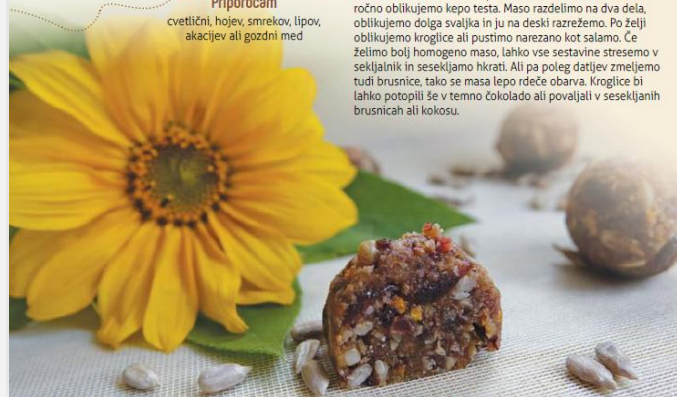 Priporočam
cvetlični, hojev, smrekov, lipov,
akacijev ali gozdni med
ročno oblikujemo kepo testa. Maso razdelimo na dva dela,
oblikujemo dolga svaljka in ju na deski razrežemo. Po želji
oblikujemo kroglice ali pustimo narezano kot salamo. Če
želimo bolj homogeno maso, lahko vse sestavine stresemo v
sekljalnik in sesekljamo hkrati. Ali pa poleg datljev zmeljemo
tudi brusnice, tako se masa lepo rdeče obarva. Kroglice bi
lahko potopili še v temno čokolado ali povaljali v sesekljanih
brusnicah ali kokosu.